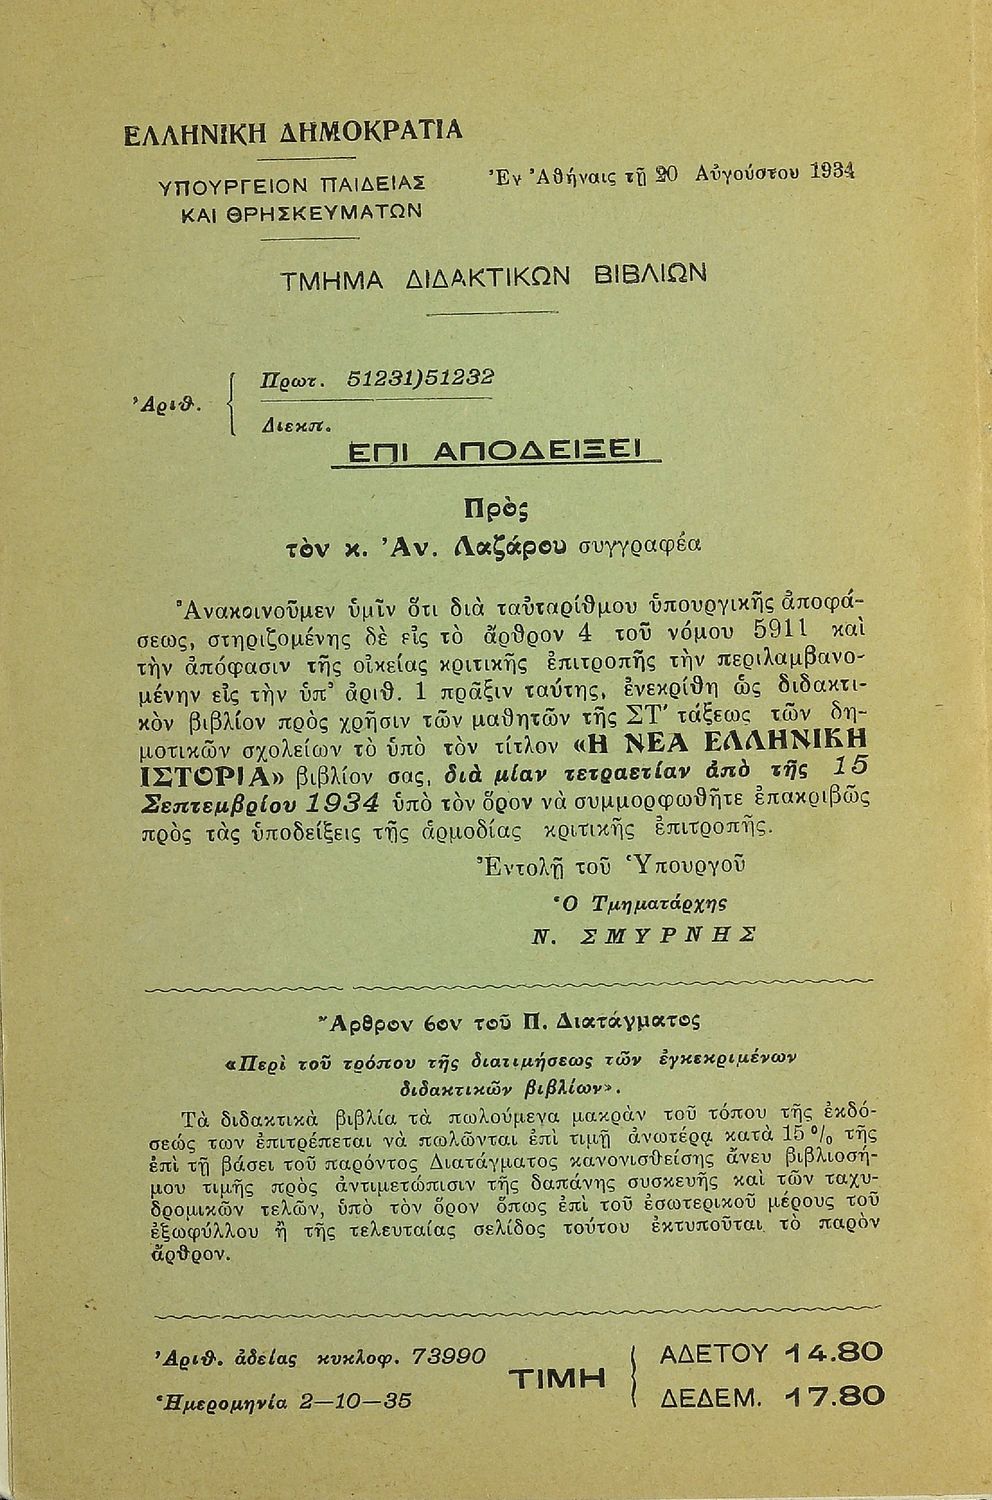 ΕΛΛΗΝΙΚΗ ΔΗΜΟΚΡΑΤΙΑ
ΥΠΟΥΡΓΕΙΟΝ ΠΑΙΔΕΙΑΣ
ΚΑΙ ΘΡΗΣΚΕΥΜΑΤΩΝ
Ἐν Ἀθήναις τῇ 20 Αὐγούστου 1934
ΤΜΗΜΑ ΔΙΔΑΚΤΙΚΩΝ ΒΙΒΛΙΩΝ
Ἀριθ.
Πρωτ. 51231)51232
Διεκπ.
ΕΠΙ ΑΠΟΔΕΙΞΕΙ
Πρὸς
τὸν κ. Ἀν. Λαζάρου συγγραφέα
Ἀνακοινοῦμεν ὑμῖν ὅτι διὰ ταὐταρίθμου ὑπουργικῆς ἀποφά-
σεως, στηριζομένης δὲ εἰς τὸ ἄρθρον 4 τοῦ νόμου 5911 καὶ
τὴν ἀπόφασιν τῆς οἰκείας κριτικῆς ἐπιτροπῆς τὴν περιλαμβανο-
μένην εἰς τὴν ὑπ' ἀριθ. 1 πρᾶξιν ταύτης, ἐνεκρίθη ὡς διδακτι-
κὸν βιβλίον πρὸς χρῆσιν τῶν μαθητῶν τῆς ΣΤ' τάξεως τῶν δη-
μοτικῶν σχολείων τὸ ὑπὸ τὸν τίτλον «Η ΝΕΑ ΕΛΛΗΝΙΚΗ
ΙΣΤΟΡΙΑ» βιβλίον σας, διὰ μίαν τετραετίαν ἀπὸ τῆς 15
Σεπτεμβρίου 1934 ὑπὸ τὸν ὅρον νὰ συμμορφωθῆτε ἐπακριβῶς
πρὸς τὰς ὑποδείξεις τῆς ἁρμοδίας κριτικῆς ἐπιτροπῆς.
Ἐντολῇ τοῦ Ὑπουργοῦ
Ὁ Τμηματάρχης
Ν. ΣΜΥΡΝΗΣ
Ἄρθρον 6ον τοῦ Π. Διατάγματος
«Περὶ τοῦ τρόπου τῆς διατιμήσεως τῶν ἐγκεκριμένων
διδακτικῶν βιβλίων».
Τὰ διδακτικὰ βιβλία τὰ πωλούμενα μακρὰν τοῦ τόπου τῆς ἐκδό-
σεώς των ἐπιτρέπεται νὰ πωλῶνται ἐπὶ τιμῇ ἀνωτέρᾳ κατὰ 15 % τῆς
ἐπὶ τῇ βάσει τοῦ παρόντος Διατάγματος κανονισθείσης ἄνευ βιβλιοσή-
μου τιμῆς πρὸς ἀντιμετώπισιν τῆς δαπάνης συσκευῆς καὶ τῶν ταχυ-
δρομικῶν τελῶν, ὑπὸ τὸν ὅρον ὅπως ἐπὶ τοῦ ἐσωτερικοῦ μέρους τοῦ
ἐξωφύλλου ἢ τῆς τελευταίας σελίδος τούτου ἐκτυποῦται τὸ παρὸν
ἄρθρον.
Ἀριθ. ἀδείας κυκλοφ. 73990
Ἡμερομηνία 2—10—35
ΤΙΜΗ
ΑΔΕΤΟΥ 14.80
ΔΕΔΕΜ. 17.80